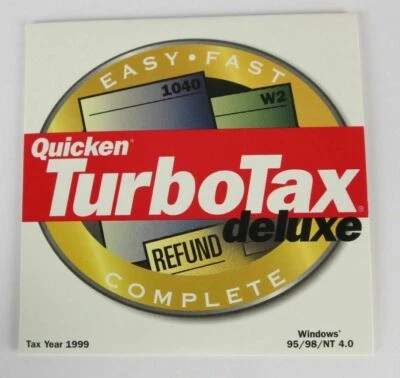 EASY • FAST
1040
W2
Quicken®
TurboTax®
deluxe
REFUND
COMPLETE
Tax Year 1999
Windows®
95/98/NT 4.0